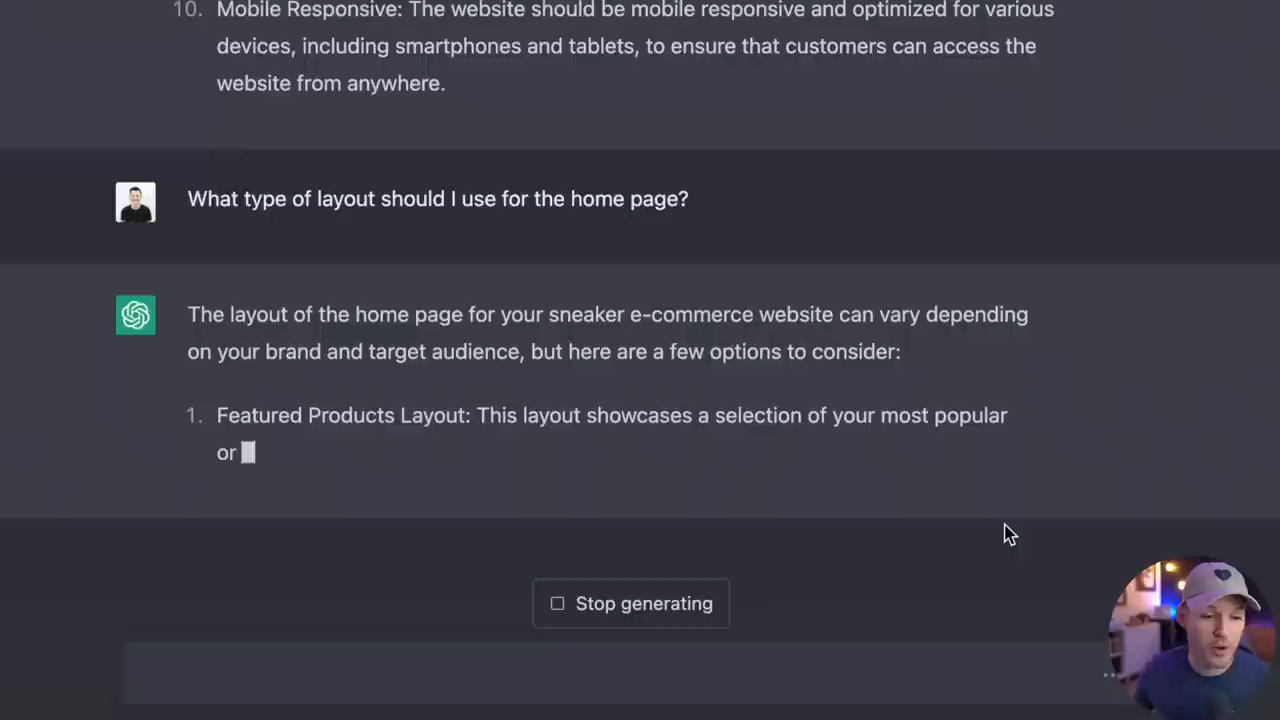 10. Mobile Responsive: The website should be mobile responsive and optimized for various
devices, including smartphones and tablets, to ensure that customers can access the
website from anywhere.
What type of layout should I use for the home page?
The layout of the home page for your sneaker e-commerce website can vary depending
on your brand and target audience, but here are a few options to consider:
1. Featured Products Layout: This layout showcases a selection of your most popular
or
Stop generating